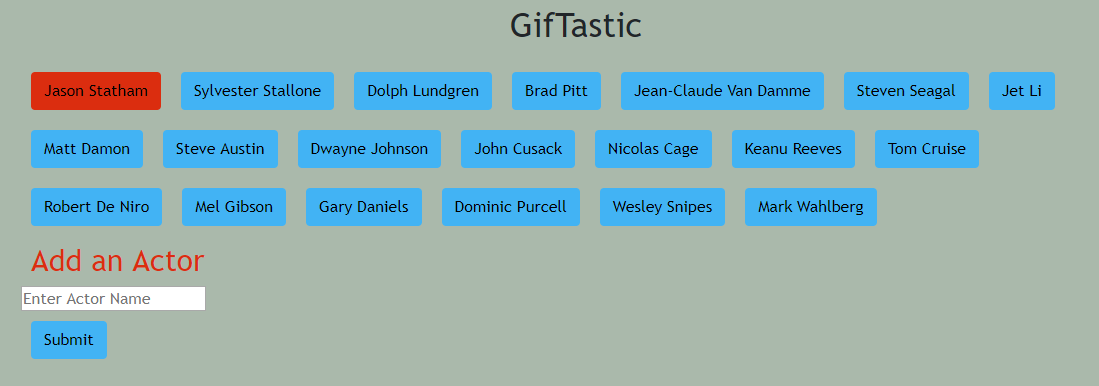 GifTastic
Jason Statham Sylvester Stallone Dolph Lundgren Brad Pitt Jean-Claude Van Damme Steven Seagal Jet Li
Matt Damon Steve Austin Dwayne Johnson John Cusack Nicolas Cage Keanu Reeves Tom Cruise
Robert De Niro Mel Gibson Gary Daniels Dominic Purcell Wesley Snipes Mark Wahlberg
Add an Actor
Enter Actor Name
Submit